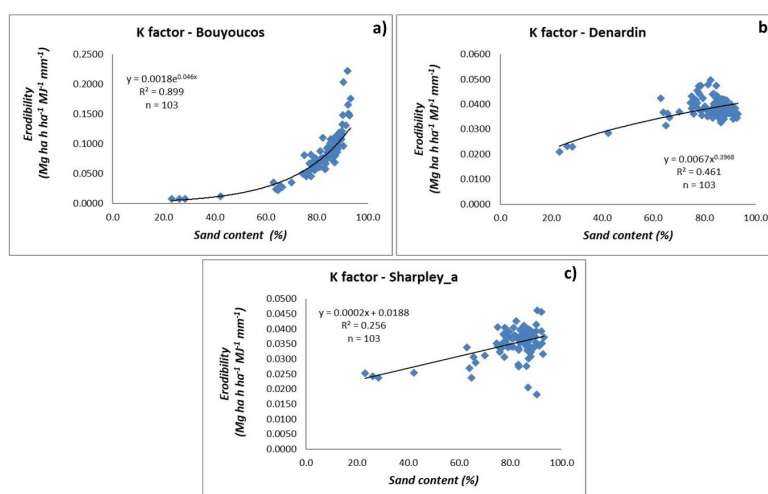 K factor - Bouyoucos
a)
Erodibility
(Mg ha h ha⁻¹ MJ⁻¹ mm⁻¹)
0.2500
0.2000
0.1500
0.1000
0.0500
0.0000
y = 0.0018e^0.046x
R² = 0.899
n = 103
0.0 20.0 40.0 60.0 80.0 100.0
Sand content (%)
K factor - Denardin
b
Erodibility
(Mg ha h ha⁻¹ MJ⁻¹ mm⁻¹)
0.0600
0.0500
0.0400
0.0300
0.0200
0.0100
0.0000
y = 0.0067x^0.3968
R² = 0.461
n = 103
0.0 20.0 40.0 60.0 80.0 100.0
Sand content (%)
K factor - Sharpley_a
c)
Erodibility
(Mg ha h ha⁻¹ MJ⁻¹ mm⁻¹)
0.0500
0.0450
0.0400
0.0350
0.0300
0.0250
0.0200
0.0150
0.0100
0.0050
0.0000
y = 0.0002x + 0.0188
R² = 0.256
n = 103
0.0 20.0 40.0 60.0 80.0 100.0
Sand content (%)